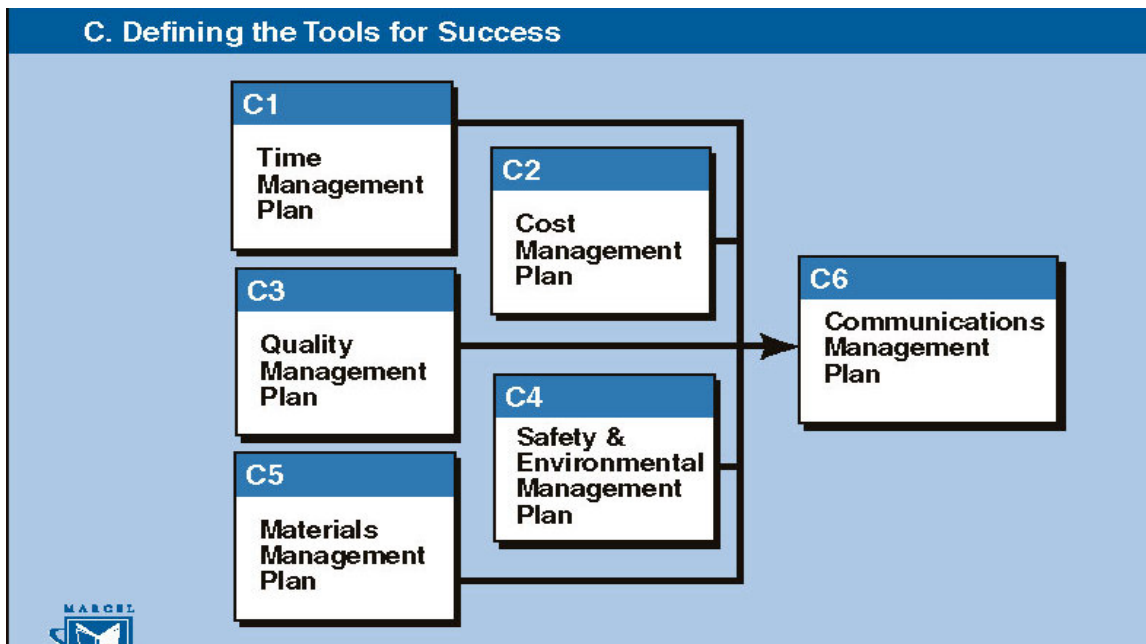 C. Defining the Tools for Success
C1
Time
Management
Plan
C2
Cost
Management
Plan
C3
Quality
Management
Plan
C4
Safety &
Environmental
Management
Plan
C5
Materials
Management
Plan
C6
Communications
Management
Plan
MARCEL